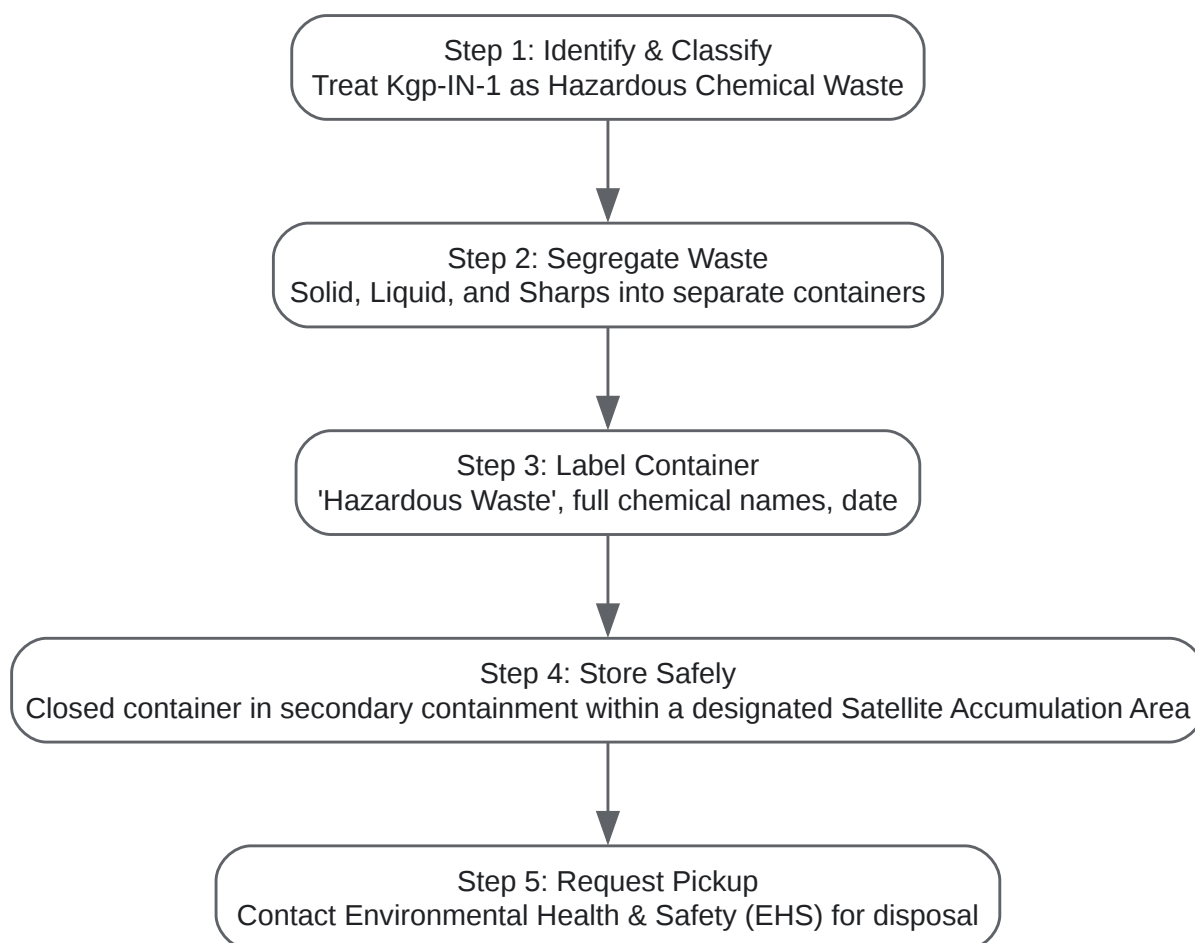 Step 1: Identify & Classify
Treat Kgp-IN-1 as Hazardous Chemical Waste
Step 2: Segregate Waste
Solid, Liquid, and Sharps into separate containers
Step 3: Label Container
'Hazardous Waste', full chemical names, date
Step 4: Store Safely
Closed container in secondary containment within a designated Satellite Accumulation Area
Step 5: Request Pickup
Contact Environmental Health & Safety (EHS) for disposal